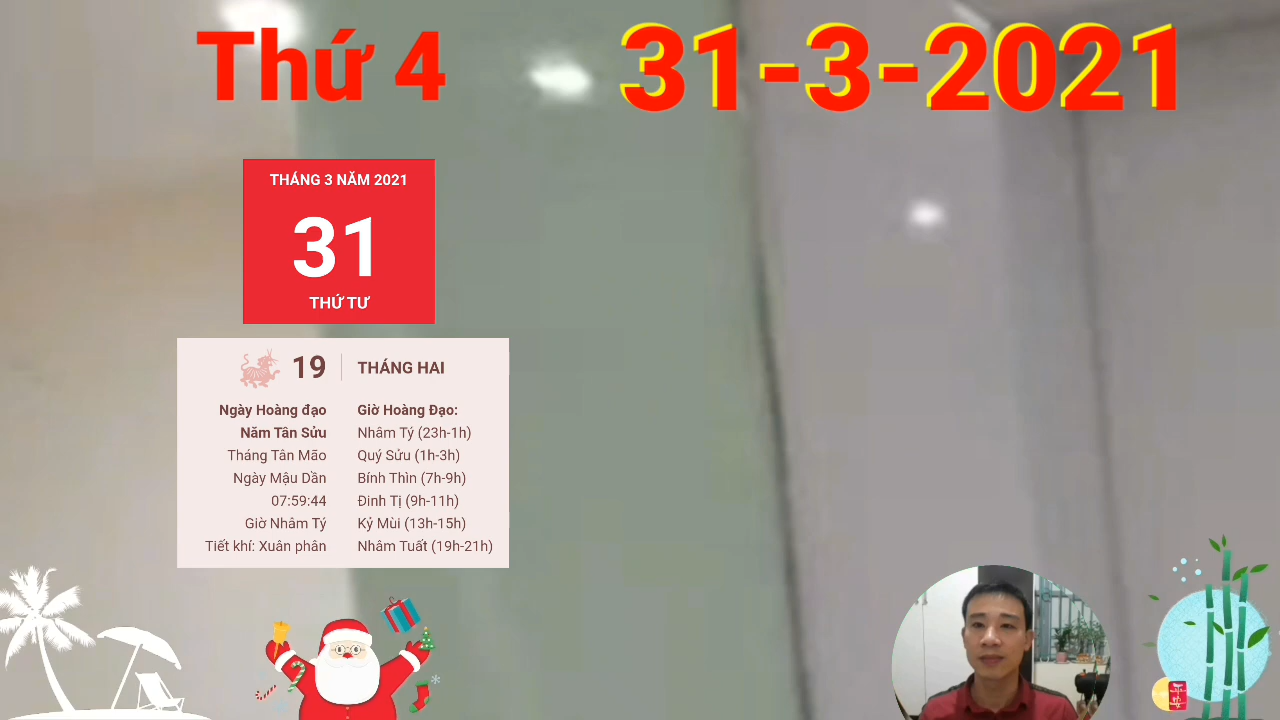 Thứ 4 31-3-2021
THÁNG 3 NĂM 2021
31
THỨ TƯ
19 THÁNG HAI
Ngày Hoàng đạo
Năm Tân Sửu
Tháng Tân Mão
Ngày Mậu Dần
07:59:44
Giờ Nhâm Tý
Tiết khí: Xuân phân
Giờ Hoàng Đạo:
Nhâm Tý (23h-1h)
Quý Sửu (1h-3h)
Bính Thìn (7h-9h)
Đinh Tị (9h-11h)
Kỷ Mùi (13h-15h)
Nhâm Tuất (19h-21h)